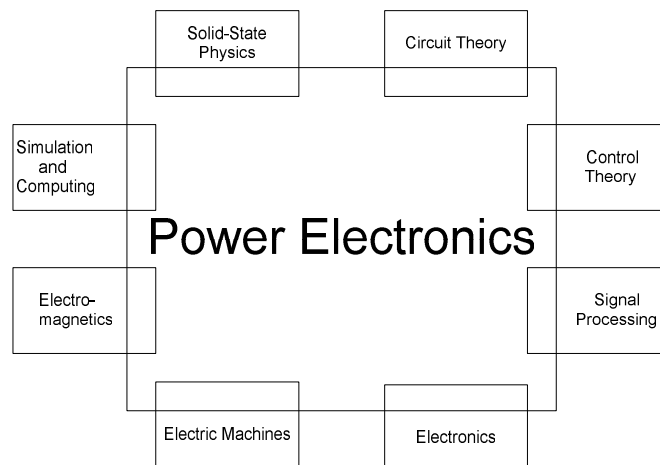 Solid-State
Physics
Circuit Theory
Simulation
and
Computing
Control
Theory
Power Electronics
Electro-
magnetics
Signal
Processing
Electric Machines
Electronics